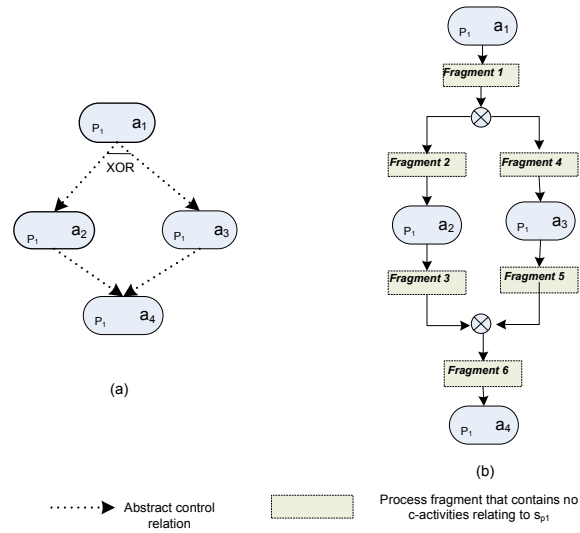 P1 a1
XOR
P1 a2
P1 a3
P1 a4
(a)
P1 a1
Fragment 1
Fragment 2
Fragment 4
P1 a2
P1 a3
Fragment 3
Fragment 5
Fragment 6
P1 a4
(b)
Abstract control
relation
Process fragment that contains no
c-activities relating to sp1